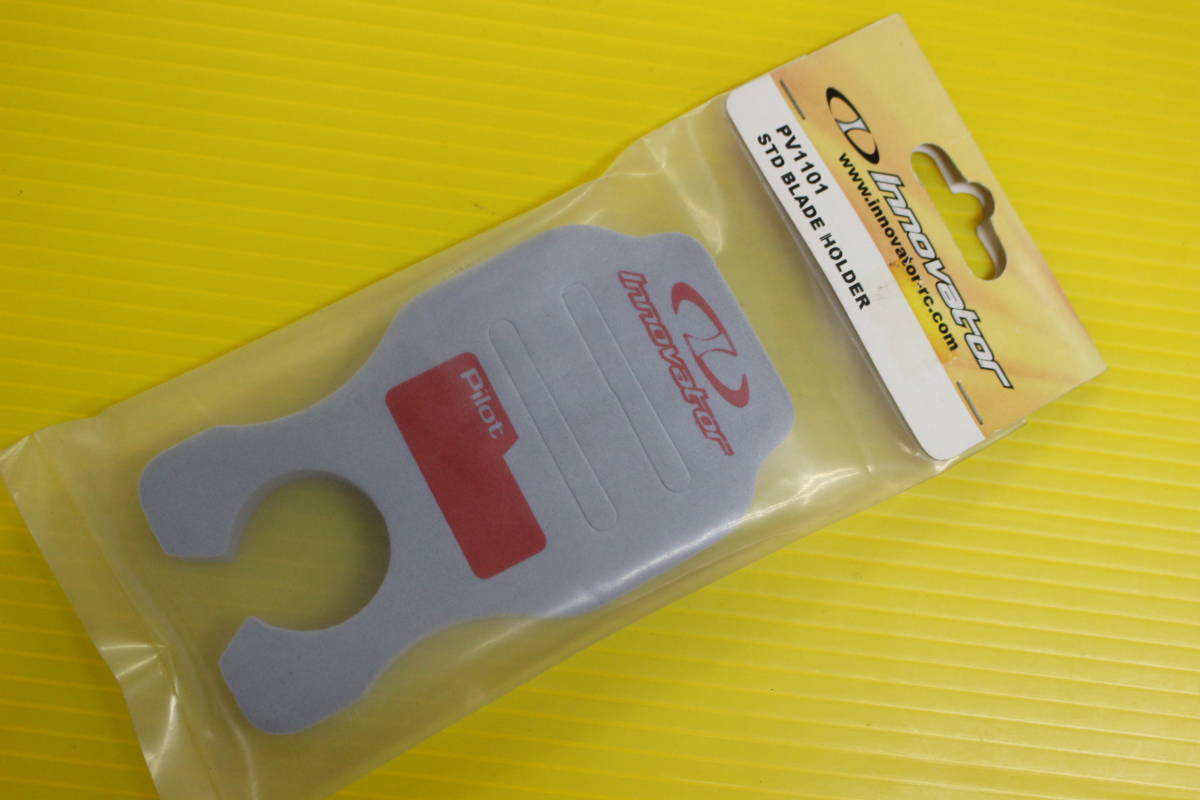 Innovator
www.innovator-rc.com
PV1101
STD BLADE HOLDER
Innovator
Pilot